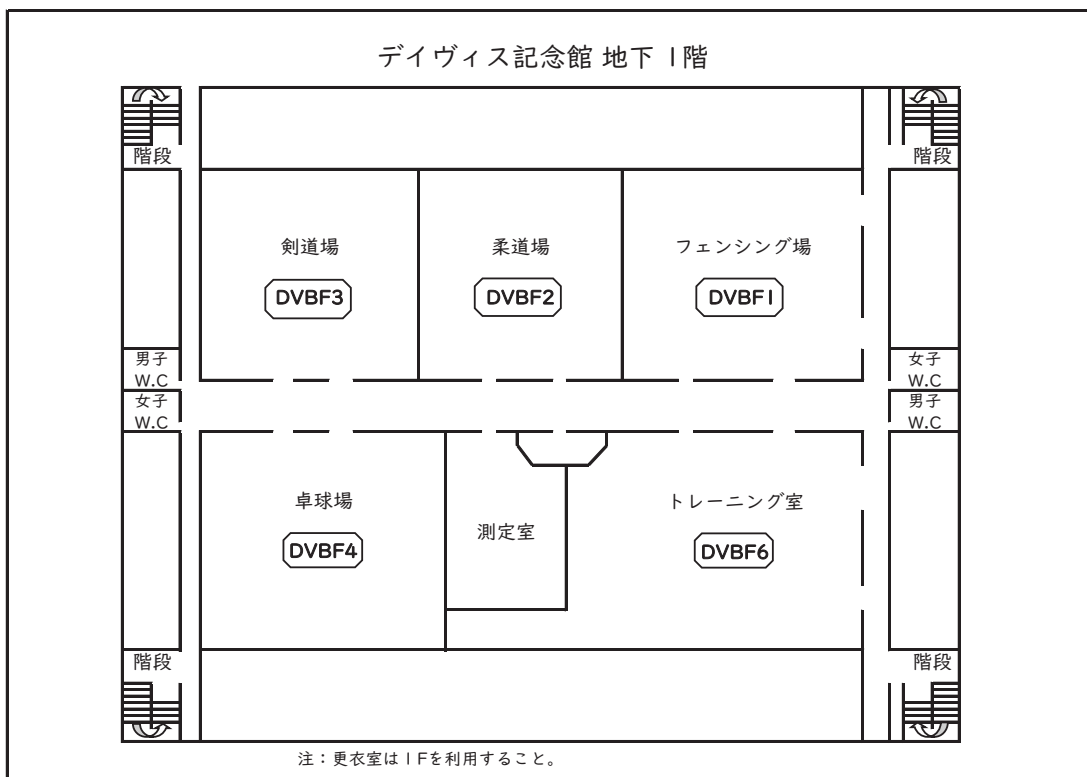 デイヴィス記念館 地下 1階
階段
階段
剣道場
柔道場
フェンシング場
DVBF3
DVBF2
DVBF1
男子
W.C
女子
W.C
女子
W.C
男子
W.C
卓球場
測定室
トレーニング室
DVBF4
DVBF6
階段
階段
注：更衣室は1Fを利用すること。